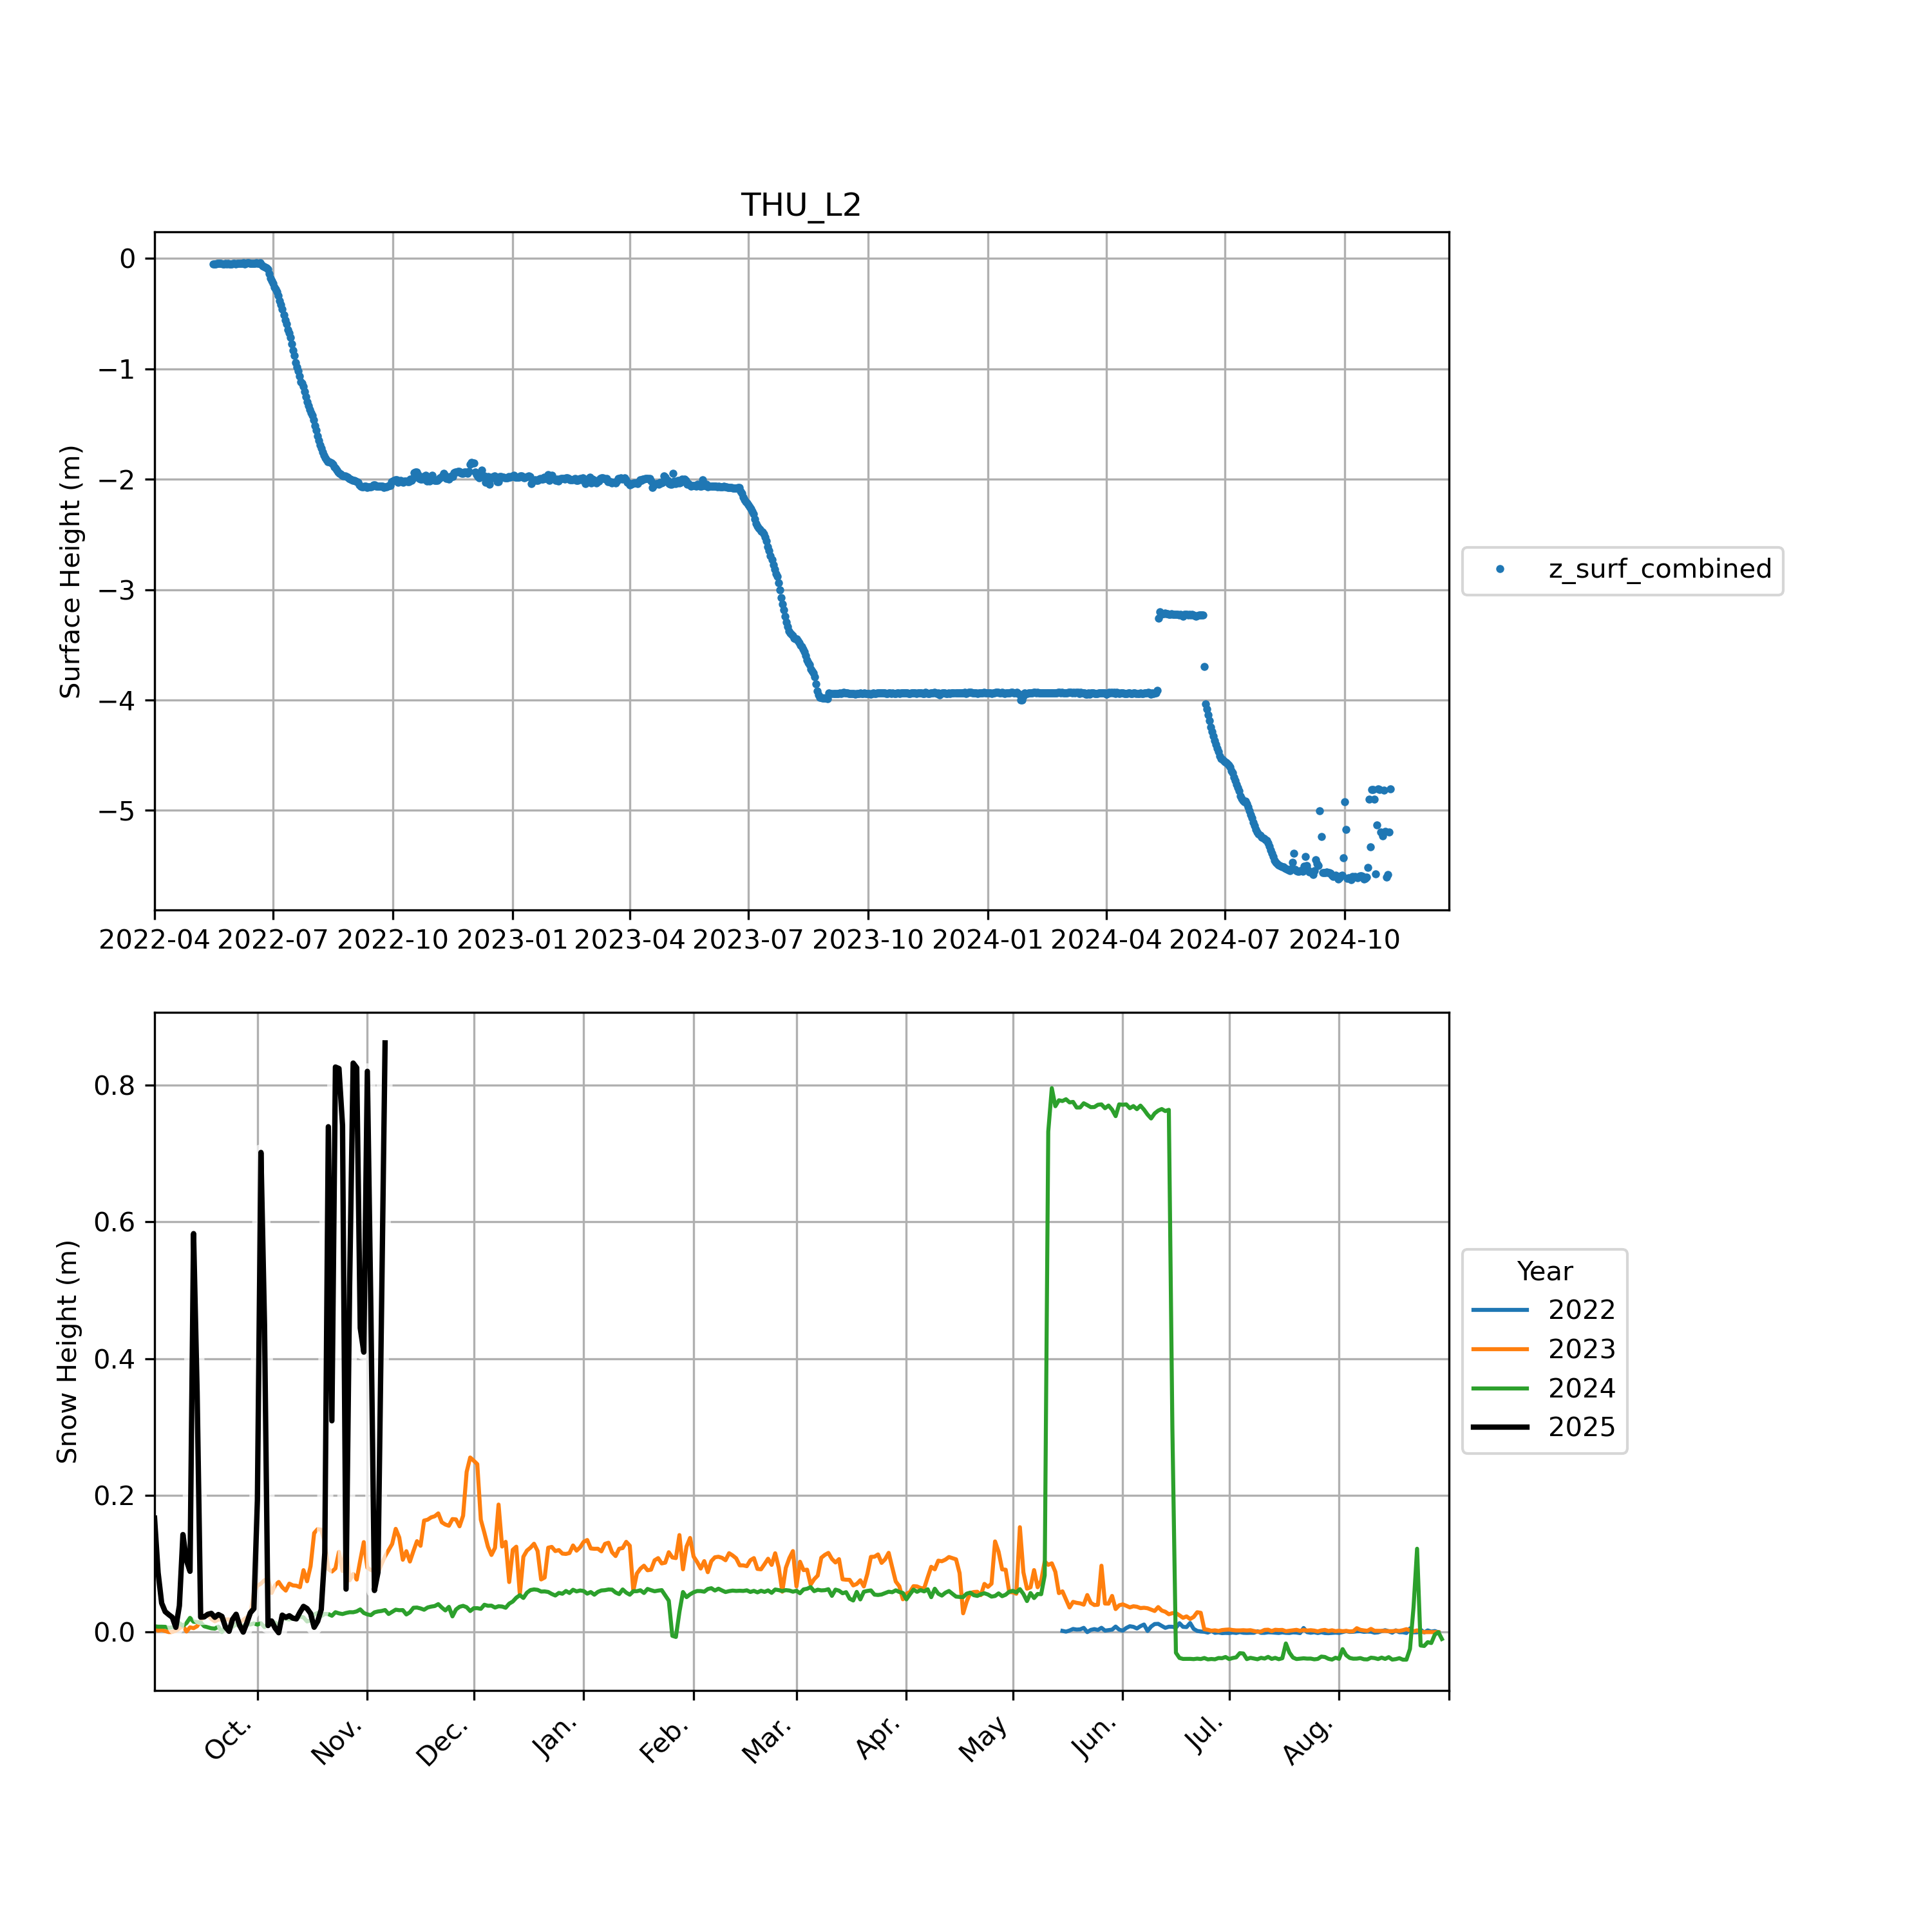 THU_L2
Surface Height (m)
0
−1
−2
−3
−4
−5
2022-04 2022-07 2022-10 2023-01 2023-04 2023-07 2023-10 2024-01 2024-04 2024-07 2024-10
z_surf_combined
Snow Height (m)
0.8
0.6
0.4
0.2
0.0
Oct. Nov. Dec. Jan. Feb. Mar. Apr. May Jun. Jul. Aug.
Year
2022
2023
2024
2025